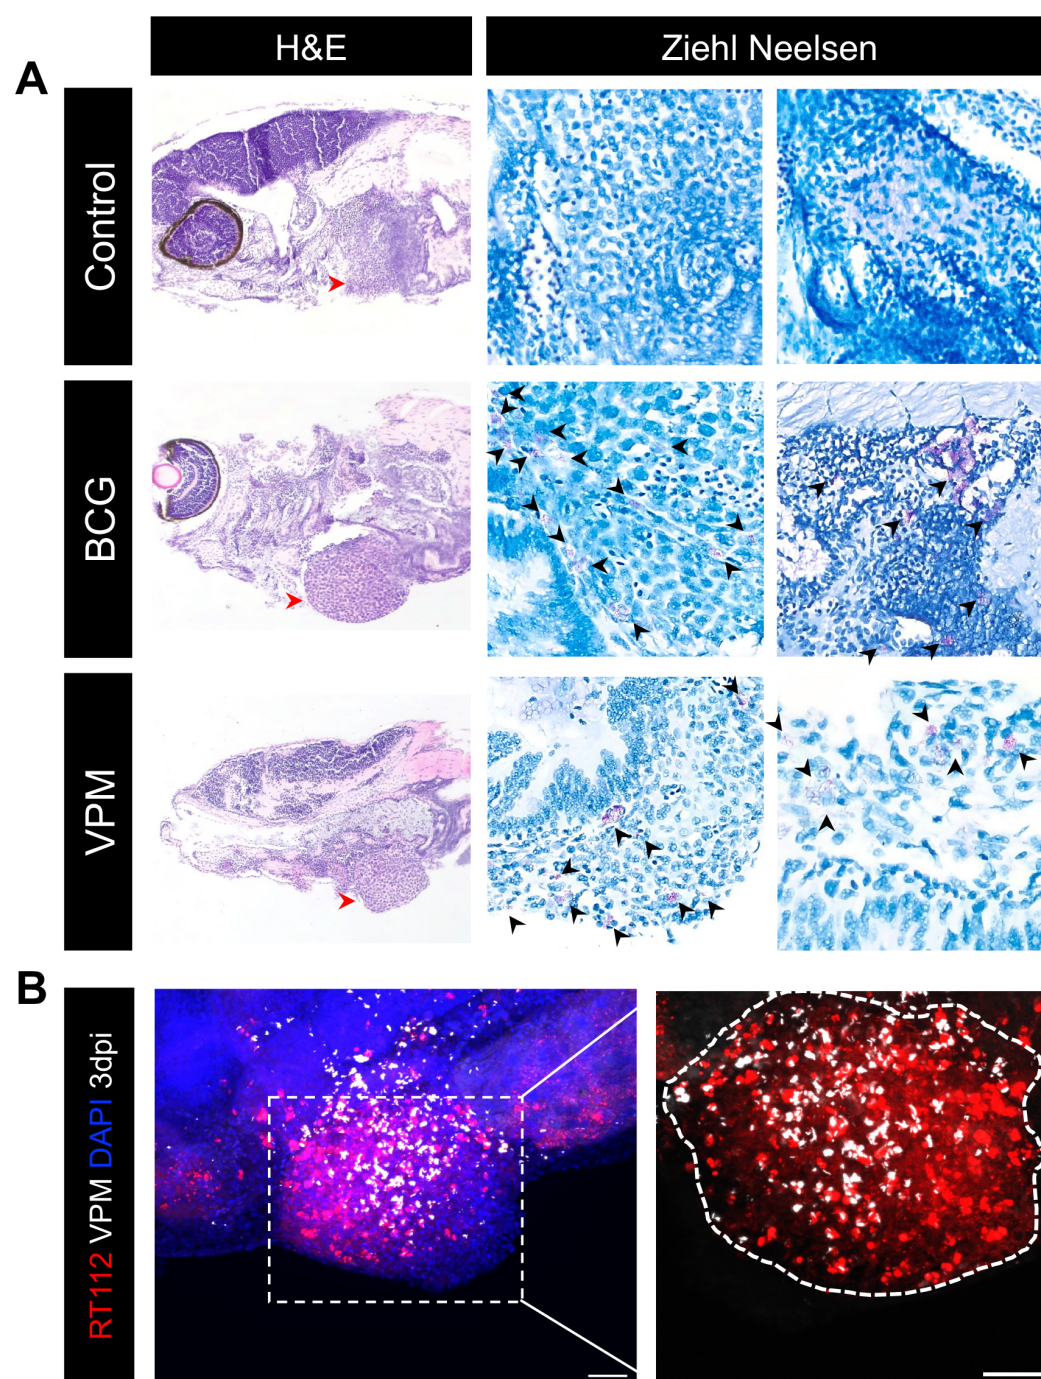 H&E
Ziehl Neelsen
A
Control
BCG
VPM
B
RT112 VPM DAPI 3dpi